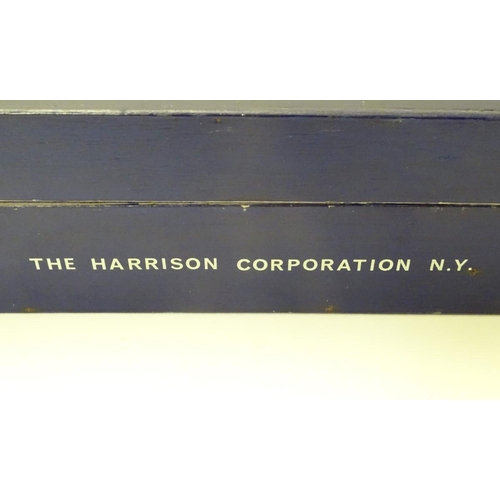 THE HARRISON CORPORATION N.Y.